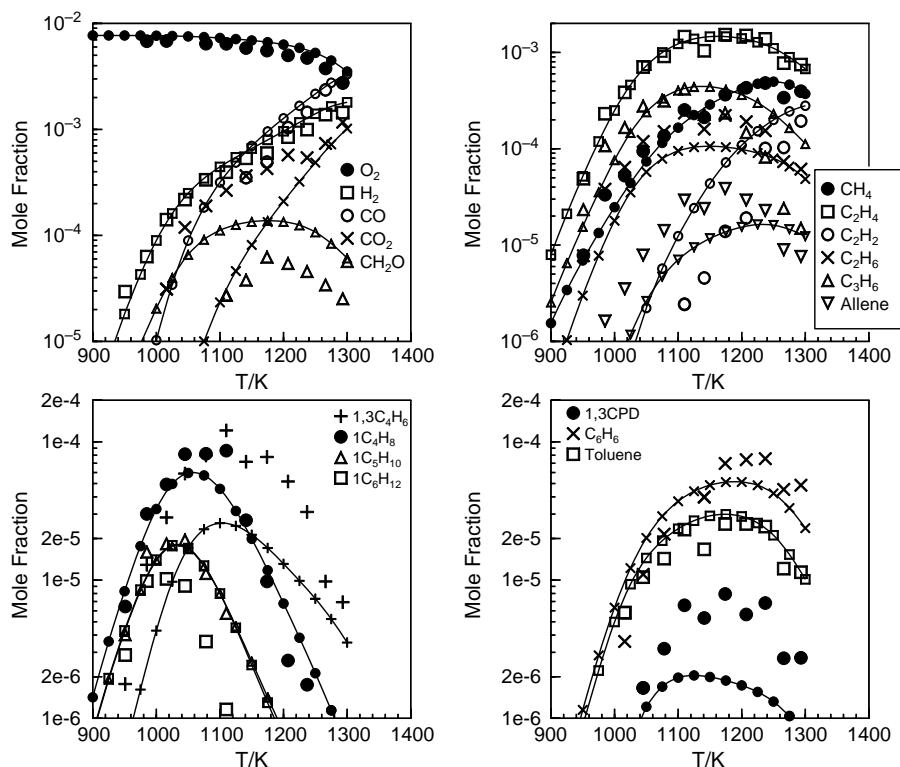 10⁻²
10⁻³
10⁻⁴
10⁻⁵
Mole Fraction
900 1000 1100 1200 1300 1400
T/K
O₂
H₂
CO
CO₂
CH₂O
10⁻³
10⁻⁴
10⁻⁵
10⁻⁶
Mole Fraction
900 1000 1100 1200 1300 1400
T/K
CH₄
C₂H₄
C₂H₂
C₂H₆
C₃H₆
Allene
2e-4
1e-4
2e-5
1e-5
2e-6
1e-6
Mole Fraction
900 1000 1100 1200 1300 1400
T/K
1,3C₄H₆
1C₄H₈
1C₅H₁₀
1C₆H₁₂
2e-4
1e-4
2e-5
1e-5
2e-6
1e-6
Mole Fraction
900 1000 1100 1200 1300 1400
T/K
1,3CPD
C₆H₆
Toluene